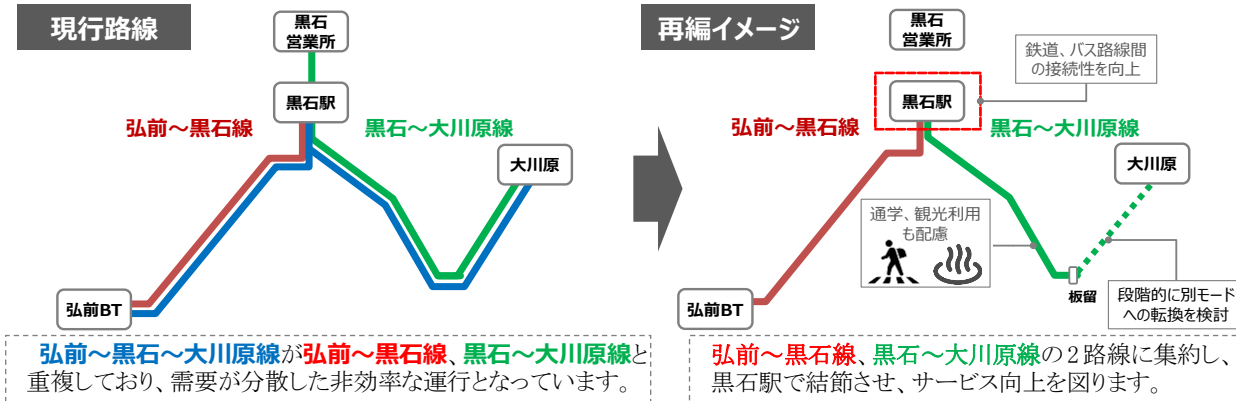 現行路線
黒石
営業所
黒石駅
弘前～黒石線
黒石～大川原線
大川原
弘前BT
弘前～黒石～大川原線が弘前～黒石線、黒石～大川原線と
重複しており、需要が分散した非効率な運行となっています。
再編イメージ
黒石
営業所
鉄道、バス路線間
の接続性を向上
黒石駅
弘前～黒石線
黒石～大川原線
大川原
通学、観光利用
も配慮
板留
段階的に別モード
への転換を検討
弘前BT
弘前～黒石線、黒石～大川原線の２路線に集約し、
黒石駅で結節させ、サービス向上を図ります。